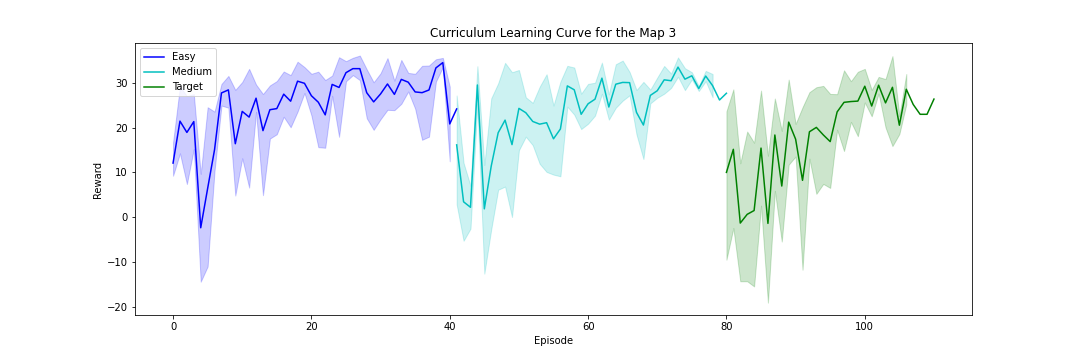 Curriculum Learning Curve for the Map 3
Easy
Medium
Target
Reward
30
20
10
0
−10
−20
0
20
40
60
80
100
Episode